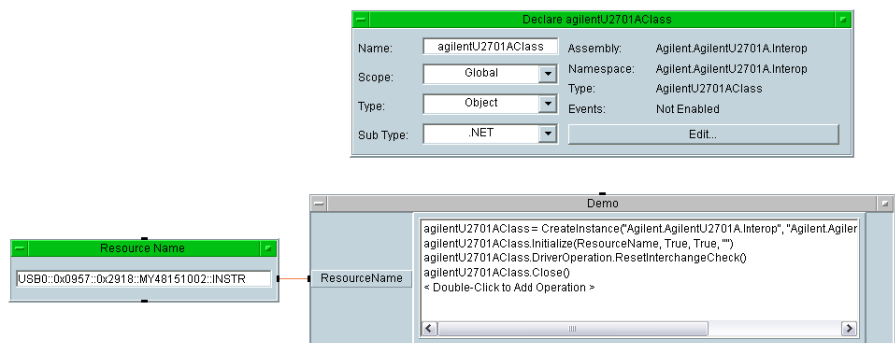 Declare agilentU2701AClass
Name: agilentU2701AClass Assembly: Agilent.AgilentU2701A.Interop
Scope: Global Namespace: Agilent.AgilentU2701A.Interop
Type: AgilentU2701AClass
Type: Object Events: Not Enabled
Sub Type: .NET Edit...
Demo
agilentU2701AClass = CreateInstance("Agilent.AgilentU2701A.Interop", "Agilent.Agiler
Resource Name agilentU2701AClass.Initialize(ResourceName, True, True, "")
agilentU2701AClass.DriverOperation.ResetInterchangeCheck()
USB0::0x0957::0x2918::MY48151002::INSTR ResourceName agilentU2701AClass.Close()
< Double-Click to Add Operation >